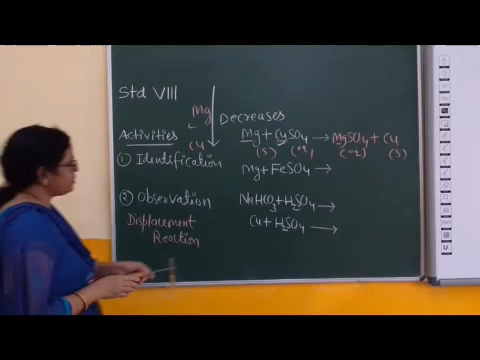 Std VIII
Mg
Cu
Decreases
Activities
① Identification
② Observation
Displacement
Reaction
Mg + CuSO4 → MgSO4 + Cu
(s) (aq) (aq) (s)
Mg + FeSO4 →
NaHCO3 + H2SO4 →
Cu + H2SO4 →